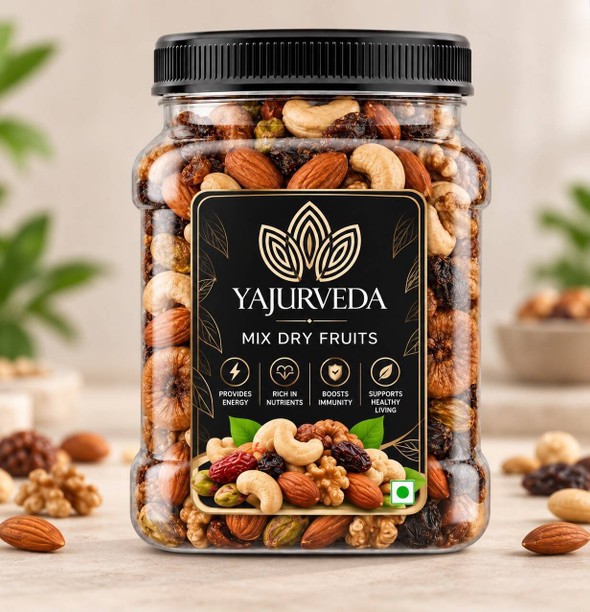 YAJURVEDA
MIX DRY FRUITS
PROVIDES
ENERGY
RICH IN
NUTRIENTS
BOOSTS
IMMUNITY
SUPPORTS
HEALTHY
LIVING